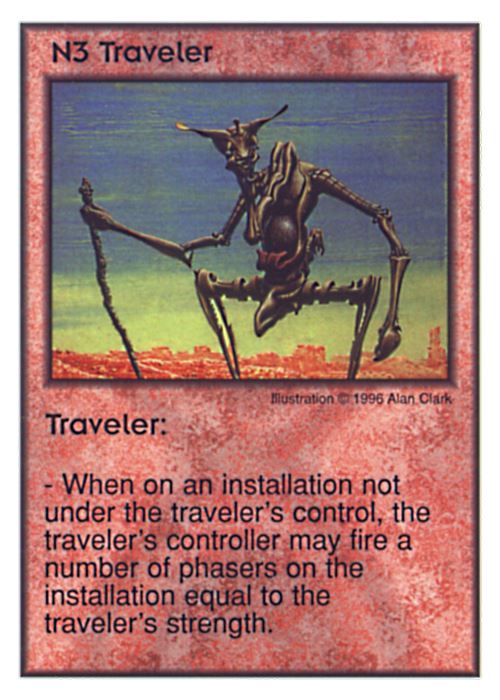 N3 Traveler
Illustration © 1996 Alan Clark
Traveler:
- When on an installation not
under the traveler's control, the
traveler's controller may fire a
number of phasers on the
installation equal to the
traveler's strength.